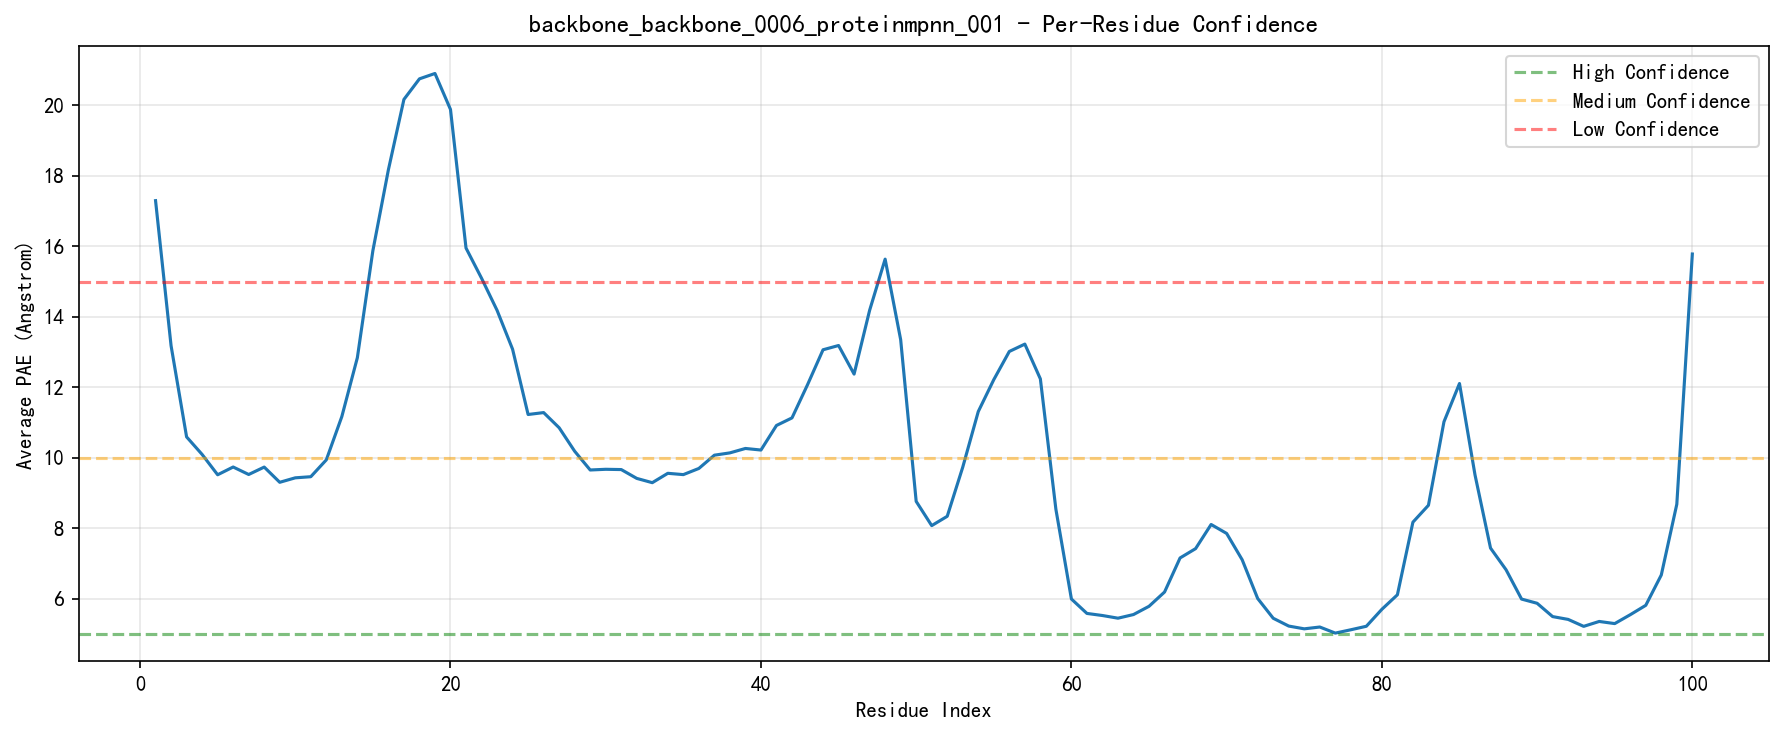 backbone_backbone_0006_proteinmpnn_001 - Per-Residue Confidence
High Confidence
Medium Confidence
Low Confidence
Average PAE (Angstrom)
20
18
16
14
12
10
8
6
0 20 40 60 80 100
Residue Index